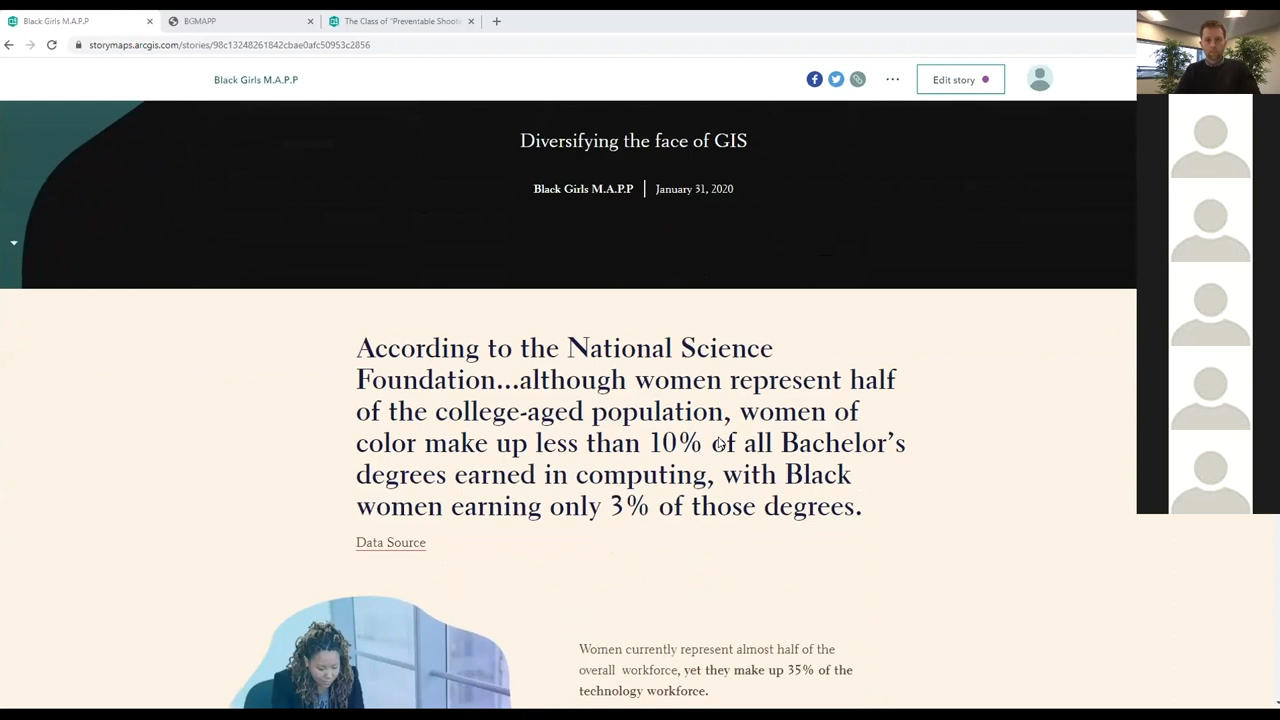 Black Girls M.A.P.P
BGMAPP
The Class of "Preventable Shoot
storymaps.arcgis.com/stories/98c13248261842cbae0afc50953c2856
Black Girls M.A.P.P
Edit story
Diversifying the face of GIS
Black Girls M.A.P.P
January 31, 2020
According to the National Science
Foundation...although women represent half
of the college-aged population, women of
color make up less than 10% of all Bachelor's
degrees earned in computing, with Black
women earning only 3% of those degrees.
Data Source
Women currently represent almost half of the
overall workforce, yet they make up 35% of the
technology workforce.